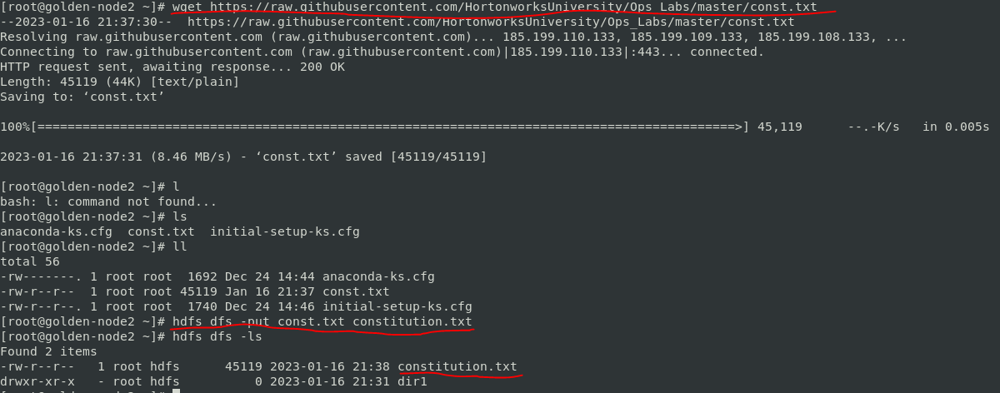 [root@golden-node2 ~]# wget https://raw.githubusercontent.com/HortonworksUniversity/Ops_Labs/master/const.txt
--2023-01-16 21:37:30--  https://raw.githubusercontent.com/HortonworksUniversity/Ops_Labs/master/const.txt
Resolving raw.githubusercontent.com (raw.githubusercontent.com)... 185.199.110.133, 185.199.109.133, 185.199.108.133, ...
Connecting to raw.githubusercontent.com (raw.githubusercontent.com)|185.199.110.133|:443... connected.
HTTP request sent, awaiting response... 200 OK
Length: 45119 (44K) [text/plain]
Saving to: ‘const.txt’
100%[=============================================================================================>] 45,119      --.-K/s   in 0.005s
2023-01-16 21:37:31 (8.46 MB/s) - ‘const.txt’ saved [45119/45119]
[root@golden-node2 ~]# l
bash: l: command not found...
[root@golden-node2 ~]# ls
anaconda-ks.cfg  const.txt  initial-setup-ks.cfg
[root@golden-node2 ~]# ll
total 56
-rw-------. 1 root root  1692 Dec 24 14:44 anaconda-ks.cfg
-rw-r--r--  1 root root 45119 Jan 16 21:37 const.txt
-rw-r--r--. 1 root root  1740 Dec 24 14:46 initial-setup-ks.cfg
[root@golden-node2 ~]# hdfs dfs -put const.txt constitution.txt
[root@golden-node2 ~]# hdfs dfs -ls
Found 2 items
-rw-r--r--   1 root hdfs      45119 2023-01-16 21:38 constitution.txt
drwxr-xr-x   - root hdfs          0 2023-01-16 21:31 dir1